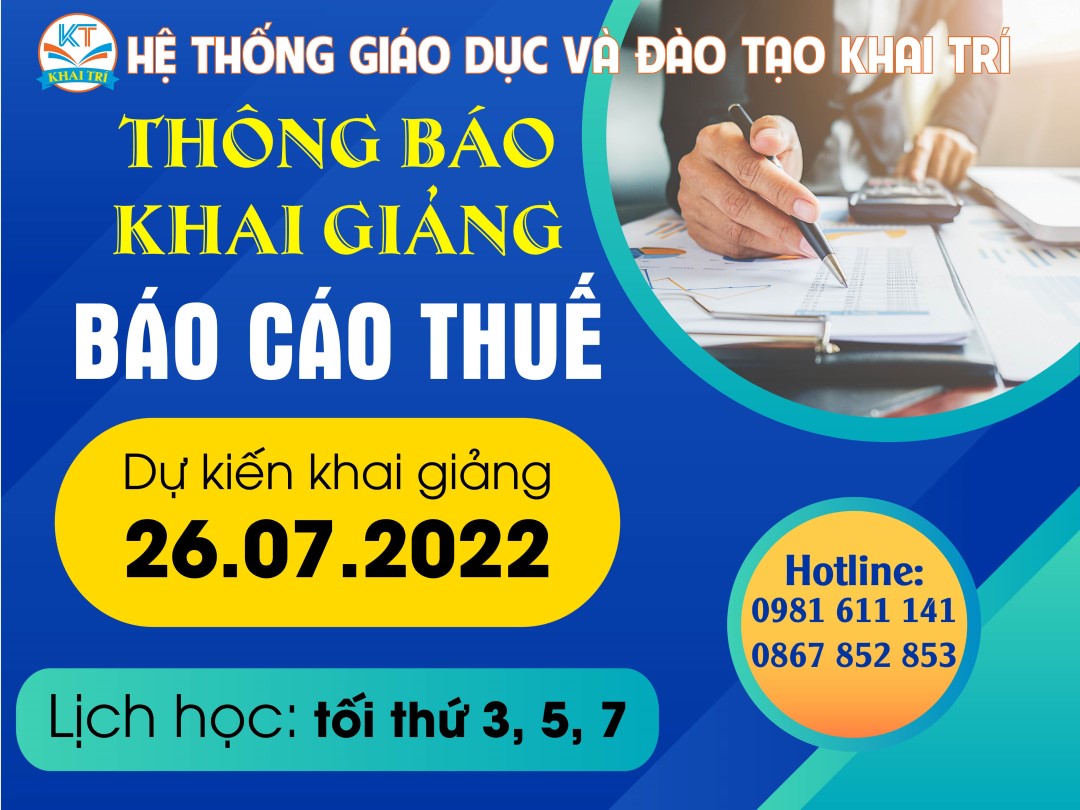 KT
KHAI TRÍ
HỆ THỐNG GIÁO DỤC VÀ ĐÀO TẠO KHAI TRÍ
THÔNG BÁO
KHAI GIẢNG
BÁO CÁO THUẾ
Dự kiến khai giảng
26.07.2022
Lịch học: tối thứ 3, 5, 7
Hotline:
0981 611 141
0867 852 853